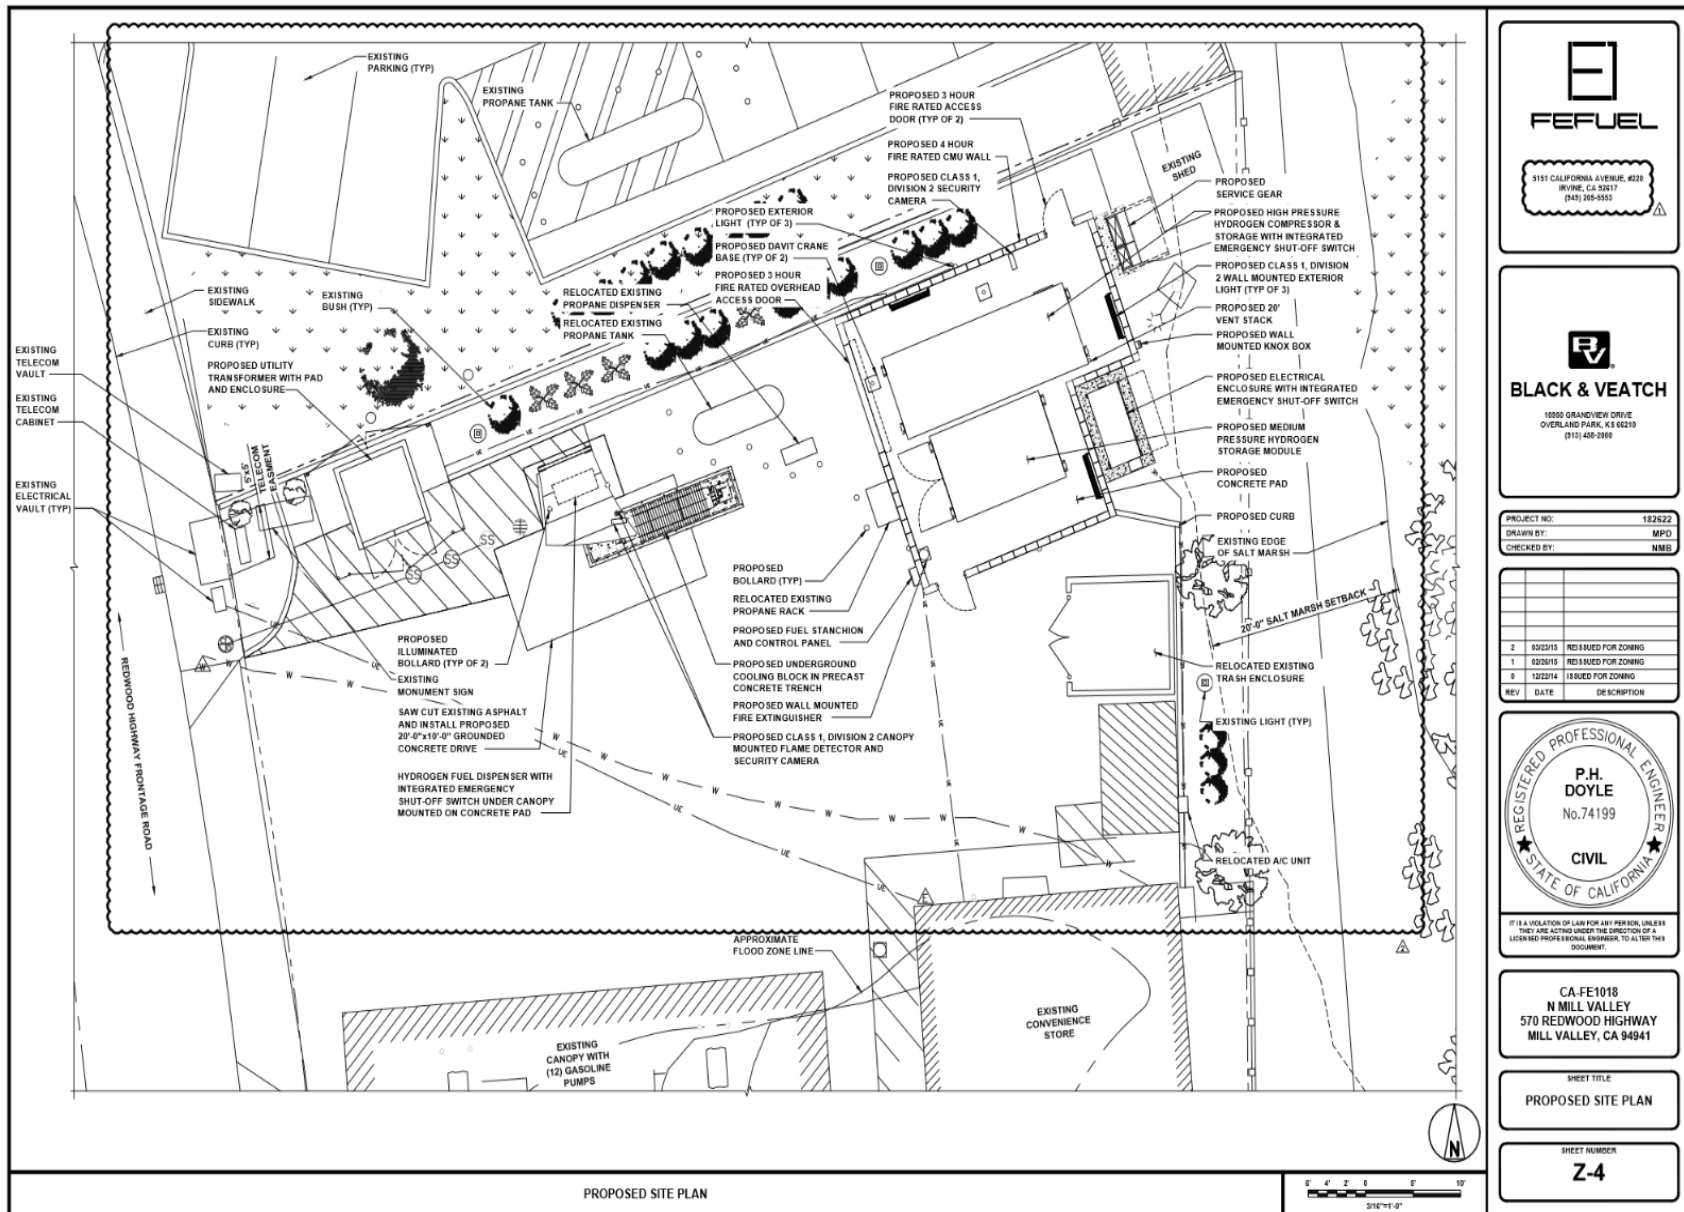 EXISTING
PARKING (TYP)
EXISTING
PROPANE TANK
PROPOSED 3 HOUR
FIRE RATED ACCESS
DOOR (TYP OF 2)
PROPOSED 4 HOUR
FIRE RATED CMU WALL
PROPOSED CLASS 1,
DIVISION 2 SECURITY
CAMERA
EXISTING
SHED
PROPOSED
SERVICE GEAR
PROPOSED HIGH PRESSURE
HYDROGEN COMPRESSOR &
STORAGE WITH INTEGRATED
EMERGENCY SHUT-OFF SWITCH
PROPOSED CLASS 1, DIVISION
2 WALL MOUNTED EXTERIOR
LIGHT (TYP OF 3)
PROPOSED 20'
VENT STACK
PROPOSED WALL
MOUNTED KNOX BOX
PROPOSED ELECTRICAL
ENCLOSURE WITH INTEGRATED
EMERGENCY SHUT-OFF SWITCH
PROPOSED MEDIUM
PRESSURE HYDROGEN
STORAGE MODULE
PROPOSED
CONCRETE PAD
PROPOSED CURB
EXISTING EDGE
OF SALT MARSH
20'-0" SALT MARSH SETBACK
RELOCATED EXISTING
TRASH ENCLOSURE
EXISTING LIGHT (TYP)
RELOCATED A/C UNIT
PROPOSED EXTERIOR
LIGHT (TYP OF 3)
PROPOSED DAVIT CRANE
BASE (TYP OF 2)
PROPOSED 3 HOUR
FIRE RATED OVERHEAD
ACCESS DOOR
RELOCATED EXISTING
PROPANE DISPENSER
RELOCATED EXISTING
PROPANE TANK
EXISTING
SIDEWALK
EXISTING
BUSH (TYP)
EXISTING
CURB (TYP)
PROPOSED UTILITY
TRANSFORMER WITH PAD
AND ENCLOSURE
EXISTING
TELECOM
VAULT
EXISTING
TELECOM
CABINET
EXISTING
ELECTRICAL
VAULT (TYP)
5'X5'
TELECOM
EASMENT
REDWOOD HIGHWAY FRONTAGE ROAD
PROPOSED
ILLUMINATED
BOLLARD (TYP OF 2)
EXISTING
MONUMENT SIGN
SAW CUT EXISTING ASPHALT
AND INSTALL PROPOSED
20'-0"x10'-0" GROUNDED
CONCRETE DRIVE
HYDROGEN FUEL DISPENSER WITH
INTEGRATED EMERGENCY
SHUT-OFF SWITCH UNDER CANOPY
MOUNTED ON CONCRETE PAD
PROPOSED
BOLLARD (TYP)
RELOCATED EXISTING
PROPANE RACK
PROPOSED FUEL STANCHION
AND CONTROL PANEL
PROPOSED UNDERGROUND
COOLING BLOCK IN PRECAST
CONCRETE TRENCH
PROPOSED WALL MOUNTED
FIRE EXTINGUISHER
PROPOSED CLASS 1, DIVISION 2 CANOPY
MOUNTED FLAME DETECTOR AND
SECURITY CAMERA
APPROXIMATE
FLOOD ZONE LINE
EXISTING
CANOPY WITH
(12) GASOLINE
PUMPS
EXISTING
CONVENIENCE
STORE
N
PROPOSED SITE PLAN
6' 4' 2' 0 5' 10'
3/16"=1'-0"
FEFUEL
5151 CALIFORNIA AVENUE, #220
IRVINE, CA 92617
(949) 205-5553
BV
BLACK & VEATCH
10950 GRANDVIEW DRIVE
OVERLAND PARK, KS 66210
(913) 458-2000
PROJECT NO: 182622
DRAWN BY: MPD
CHECKED BY: NMB
2 03/23/15 REISSUED FOR ZONING
1 02/26/15 REISSUED FOR ZONING
0 12/22/14 ISSUED FOR ZONING
REV DATE DESCRIPTION
REGISTERED PROFESSIONAL ENGINEER
P.H.
DOYLE
No.74199
CIVIL
STATE OF CALIFORNIA
IT IS A VIOLATION OF LAW FOR ANY PERSON, UNLESS
THEY ARE ACTING UNDER THE DIRECTION OF A
LICENSED PROFESSIONAL ENGINEER, TO ALTER THIS
DOCUMENT.
CA-FE1018
N MILL VALLEY
570 REDWOOD HIGHWAY
MILL VALLEY, CA 94941
SHEET TITLE
PROPOSED SITE PLAN
SHEET NUMBER
Z-4